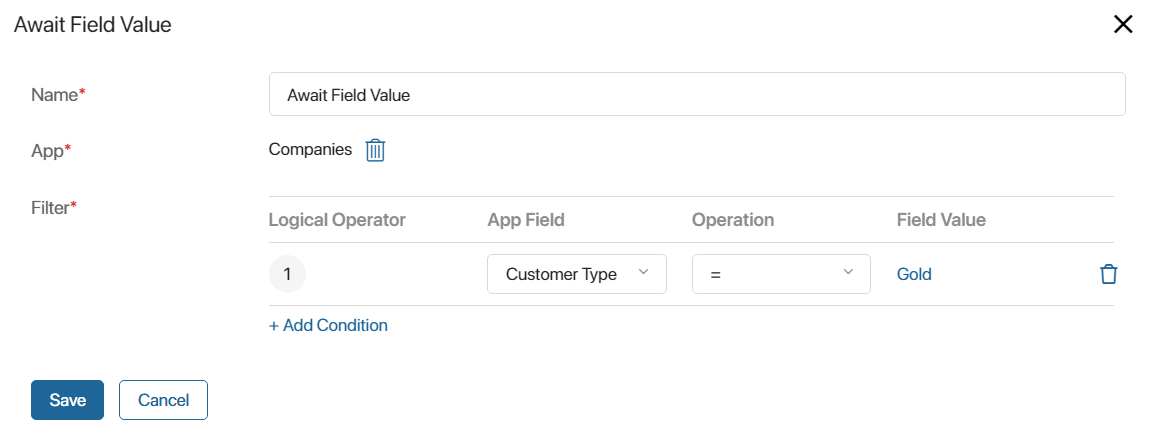 Await Field Value
Name*
Await Field Value
App*
Companies
Filter*
Logical Operator App Field Operation Field Value
1 Customer Type = Gold
+ Add Condition
Save Cancel